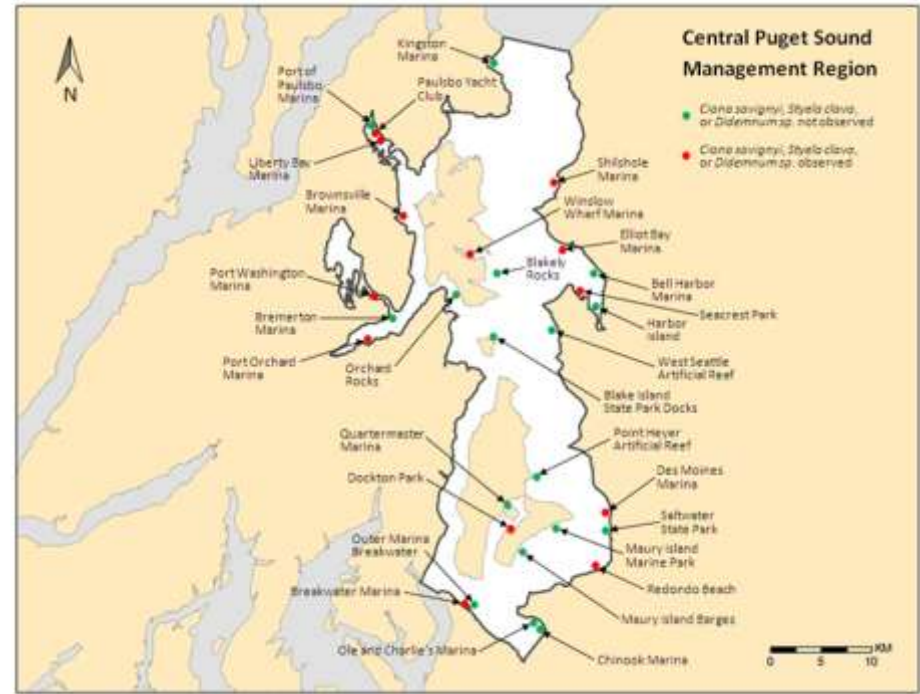 Central Puget Sound
Management Region
Ciona savignyi, Styela clava,
or Didemnum sp. not observed
Ciona savignyi, Styela clava,
or Didemnum sp. observed
N
Kingston
Marina
Port of
Paulsbo
Marina
Paulsbo Yacht
Club
Liberty Bay
Marina
Brownsville
Marina
Shilshole
Marina
Winslow
Wharf Marina
Elliot Bay
Marina
Blakely
Rocks
Port Washington
Marina
Bell Harbor
Marina
Seacrest Park
Bremerton
Marina
Harbor
Island
Port Orchard
Marina
Orchard
Rocks
West Seattle
Artificial Reef
Blake Island
State Park Docks
Quartermaster
Marina
Point Heyer
Artificial Reef
Dockton Park
Des Moines
Marina
Saltwater
State Park
Outer Marina
Breakwater
Maury Island
Marine Park
Breakwater Marina
Redondo Beach
Maury Island Barges
Ole and Charlie's Marina
Chinook Marina
KM
0 5 10